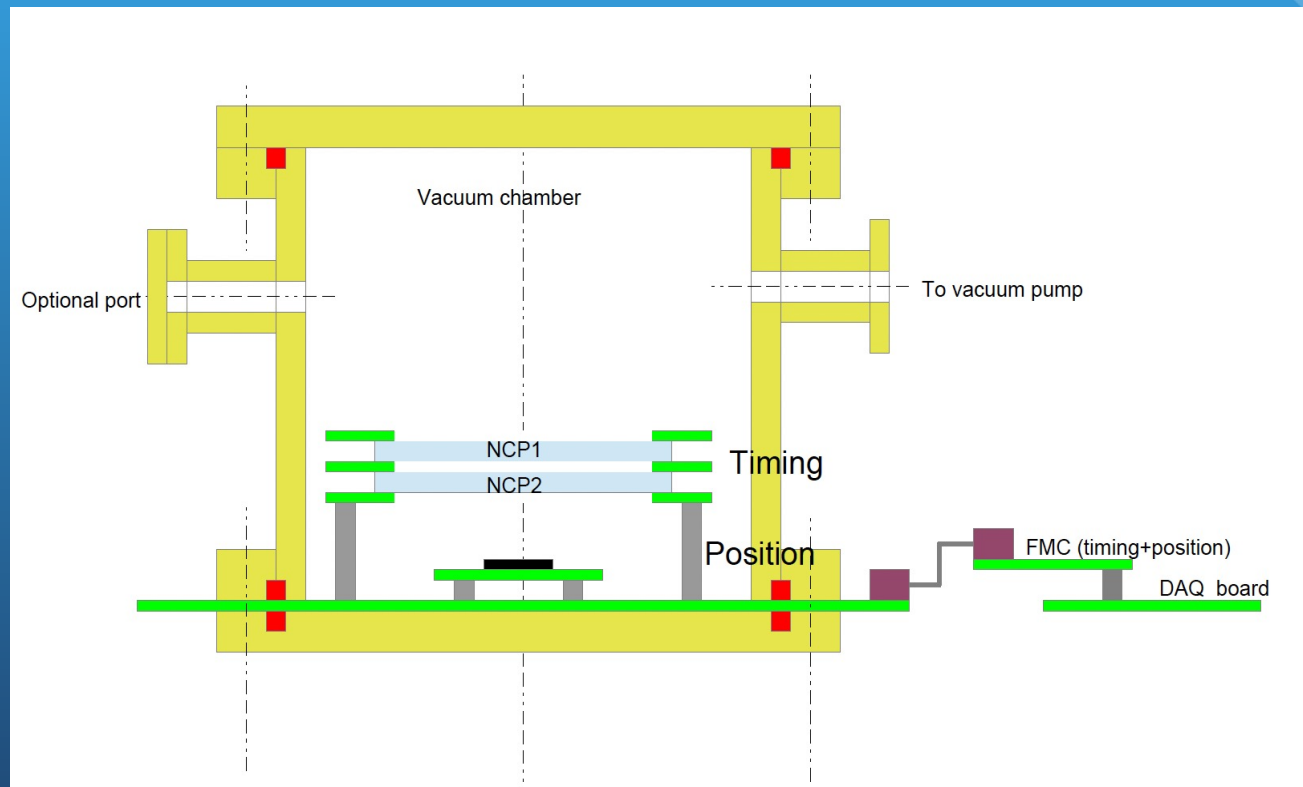 Vacuum chamber
Optional port
To vacuum pump
NCP1
Timing
NCP2
Position
FMC (timing+position)
DAQ board